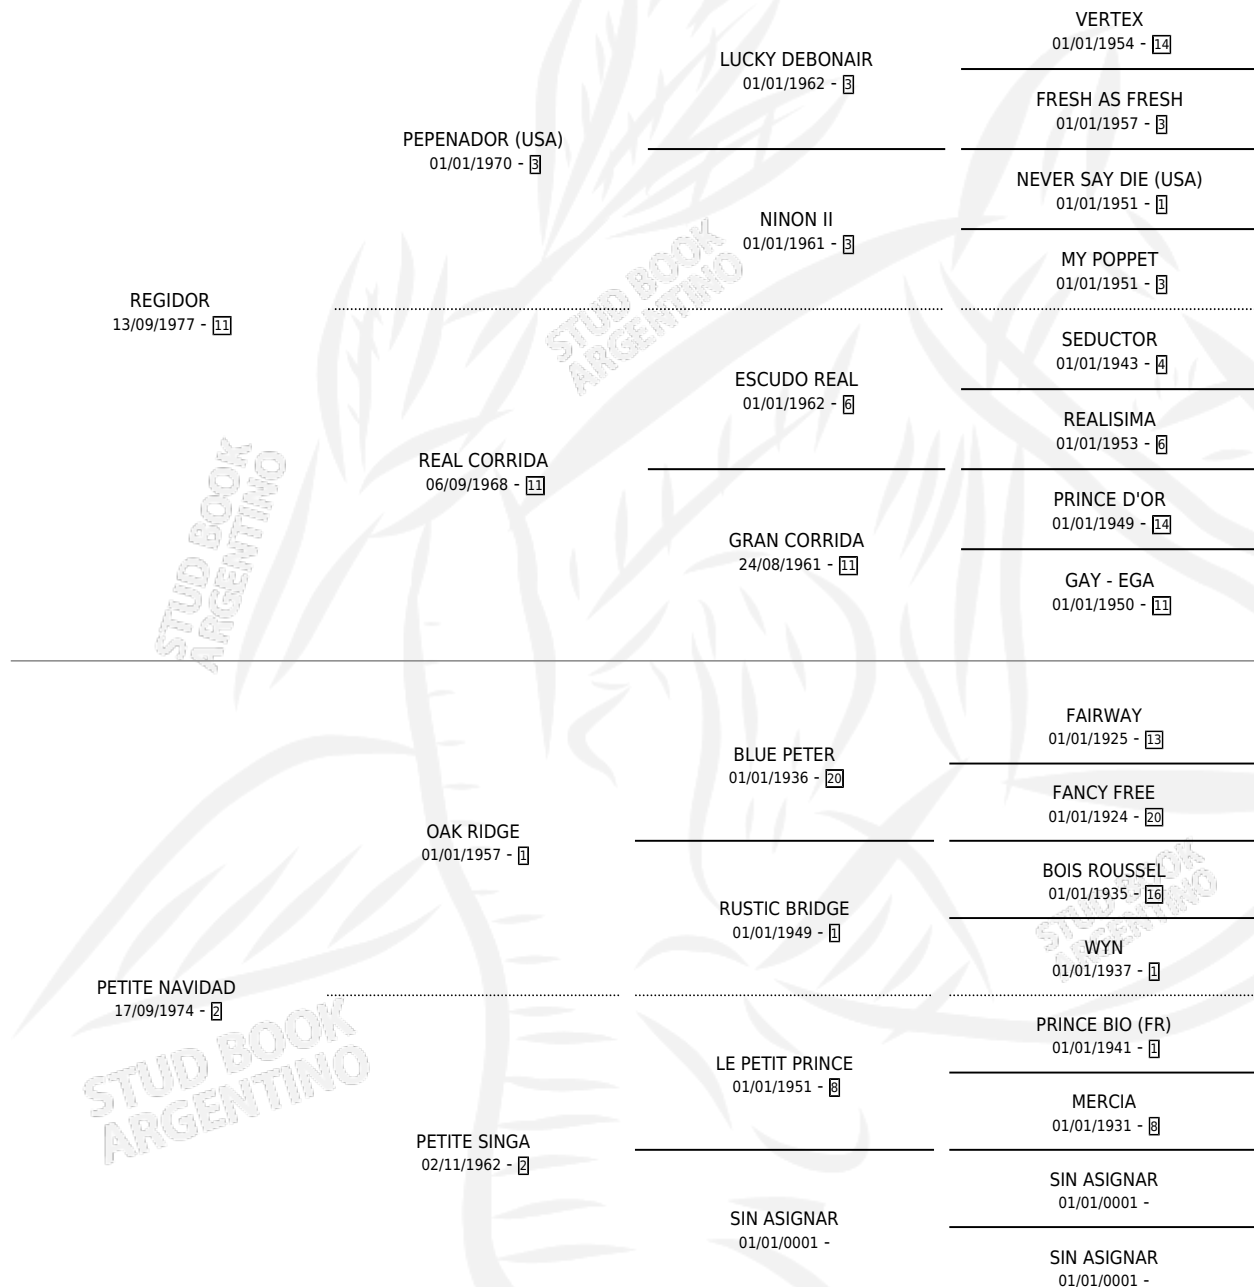 VERTEX
01/01/1954 - 14
LUCKY DEBONAIR
01/01/1962 - 3
FRESH AS FRESH
01/01/1957 - 3
PEPENADOR (USA)
01/01/1970 - 3
NEVER SAY DIE (USA)
01/01/1951 - 1
NINON II
01/01/1961 - 3
MY POPPET
01/01/1951 - 3
REGIDOR
13/09/1977 - 11
SEDUCTOR
01/01/1943 - 4
ESCUDO REAL
01/01/1962 - 6
REALISIMA
01/01/1953 - 6
REAL CORRIDA
06/09/1968 - 11
PRINCE D'OR
01/01/1949 - 14
GRAN CORRIDA
24/08/1961 - 11
GAY - EGA
01/01/1950 - 11
FAIRWAY
01/01/1925 - 13
BLUE PETER
01/01/1936 - 20
FANCY FREE
01/01/1924 - 20
OAK RIDGE
01/01/1957 - 1
BOIS ROUSSEL
01/01/1935 - 16
RUSTIC BRIDGE
01/01/1949 - 1
WYN
01/01/1937 - 1
PETITE NAVIDAD
17/09/1974 - 2
PRINCE BIO (FR)
01/01/1941 - 1
LE PETIT PRINCE
01/01/1951 - 8
MERCIA
01/01/1931 - 8
PETITE SINGA
02/11/1962 - 2
SIN ASIGNAR
01/01/0001 -
SIN ASIGNAR
01/01/0001 -
SIN ASIGNAR
01/01/0001 -
STUD BOOK
ARGENTINO
STUD BOOK
ARGENTINO
STUD BOOK
ARGENTINO
STUD BOOK
ARGENTINO